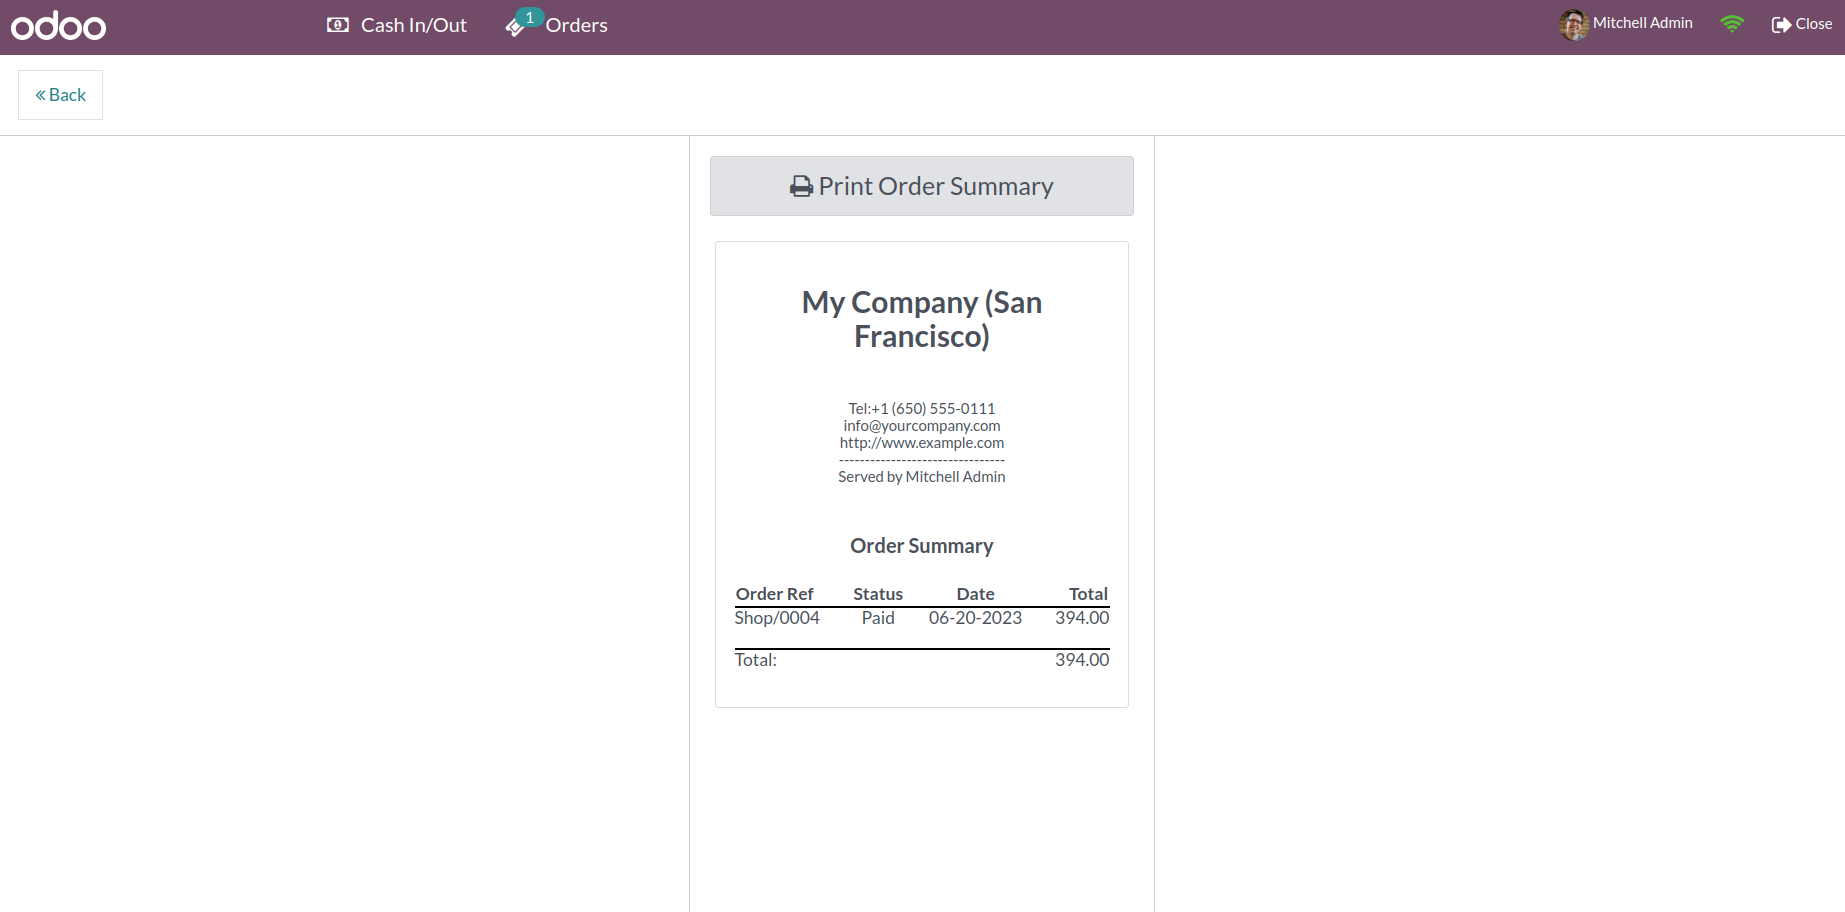 odoo
Cash In/Out
1
Orders
Mitchell Admin
Close
« Back
Print Order Summary
My Company (San
Francisco)
Tel:+1 (650) 555-0111
info@yourcompany.com
http://www.example.com
--------------------------------
Served by Mitchell Admin
Order Summary
Order Ref Status Date Total
Shop/0004 Paid 06-20-2023 394.00
Total: 394.00